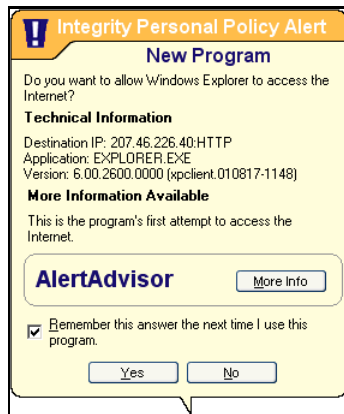 Integrity Personal Policy Alert
New Program
Do you want to allow Windows Explorer to access the
Internet?
Technical Information
Destination IP: 207.46.226.40:HTTP
Application: EXPLORER.EXE
Version: 6.00.2600.0000 (xpclient.010817-1148)
More Information Available
This is the program's first attempt to access the
Internet.
AlertAdvisor
More Info
Remember this answer the next time I use this
program.
Yes
No